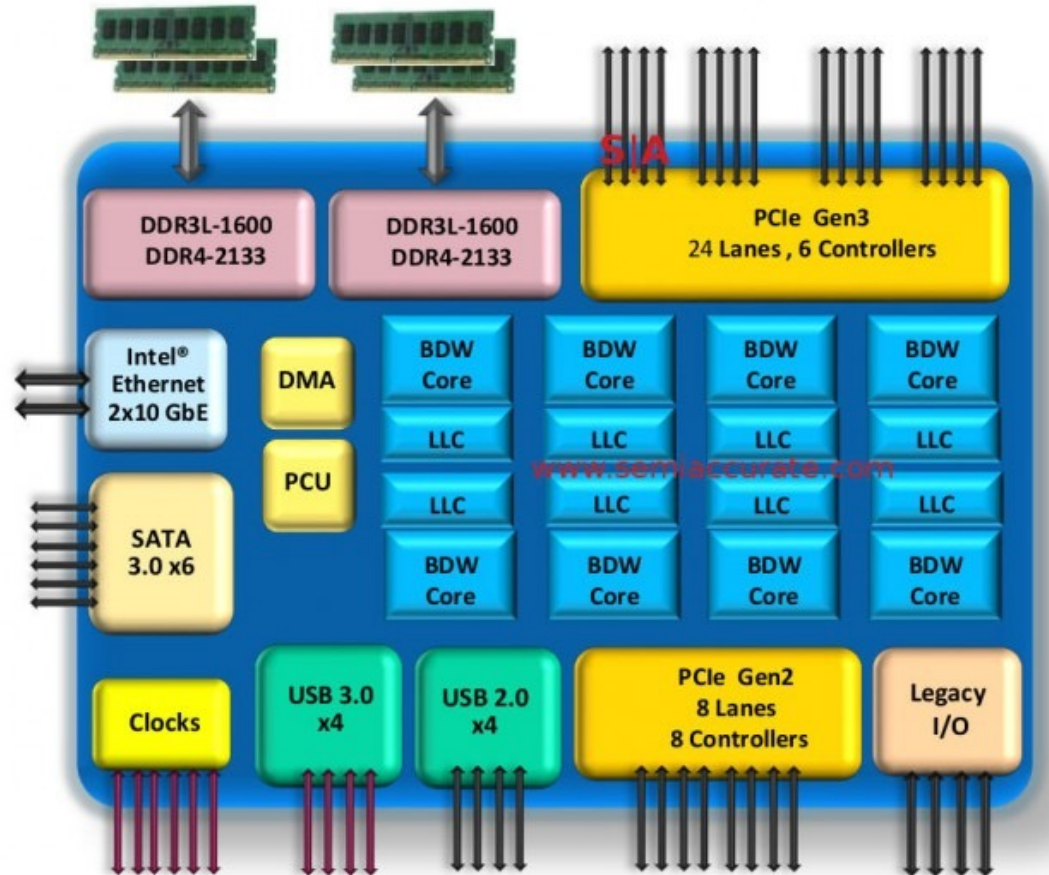 S|A
DDR3L-1600
DDR4-2133
DDR3L-1600
DDR4-2133
PCIe Gen3
24 Lanes , 6 Controllers
Intel®
Ethernet
2x10 GbE
DMA
PCU
BDW
Core
BDW
Core
BDW
Core
BDW
Core
LLC
LLC
LLC
LLC
www.semiaccurate.com
LLC
LLC
LLC
LLC
BDW
Core
BDW
Core
BDW
Core
BDW
Core
SATA
3.0 x6
Clocks
USB 3.0
x4
USB 2.0
x4
PCIe Gen2
8 Lanes
8 Controllers
Legacy
I/O